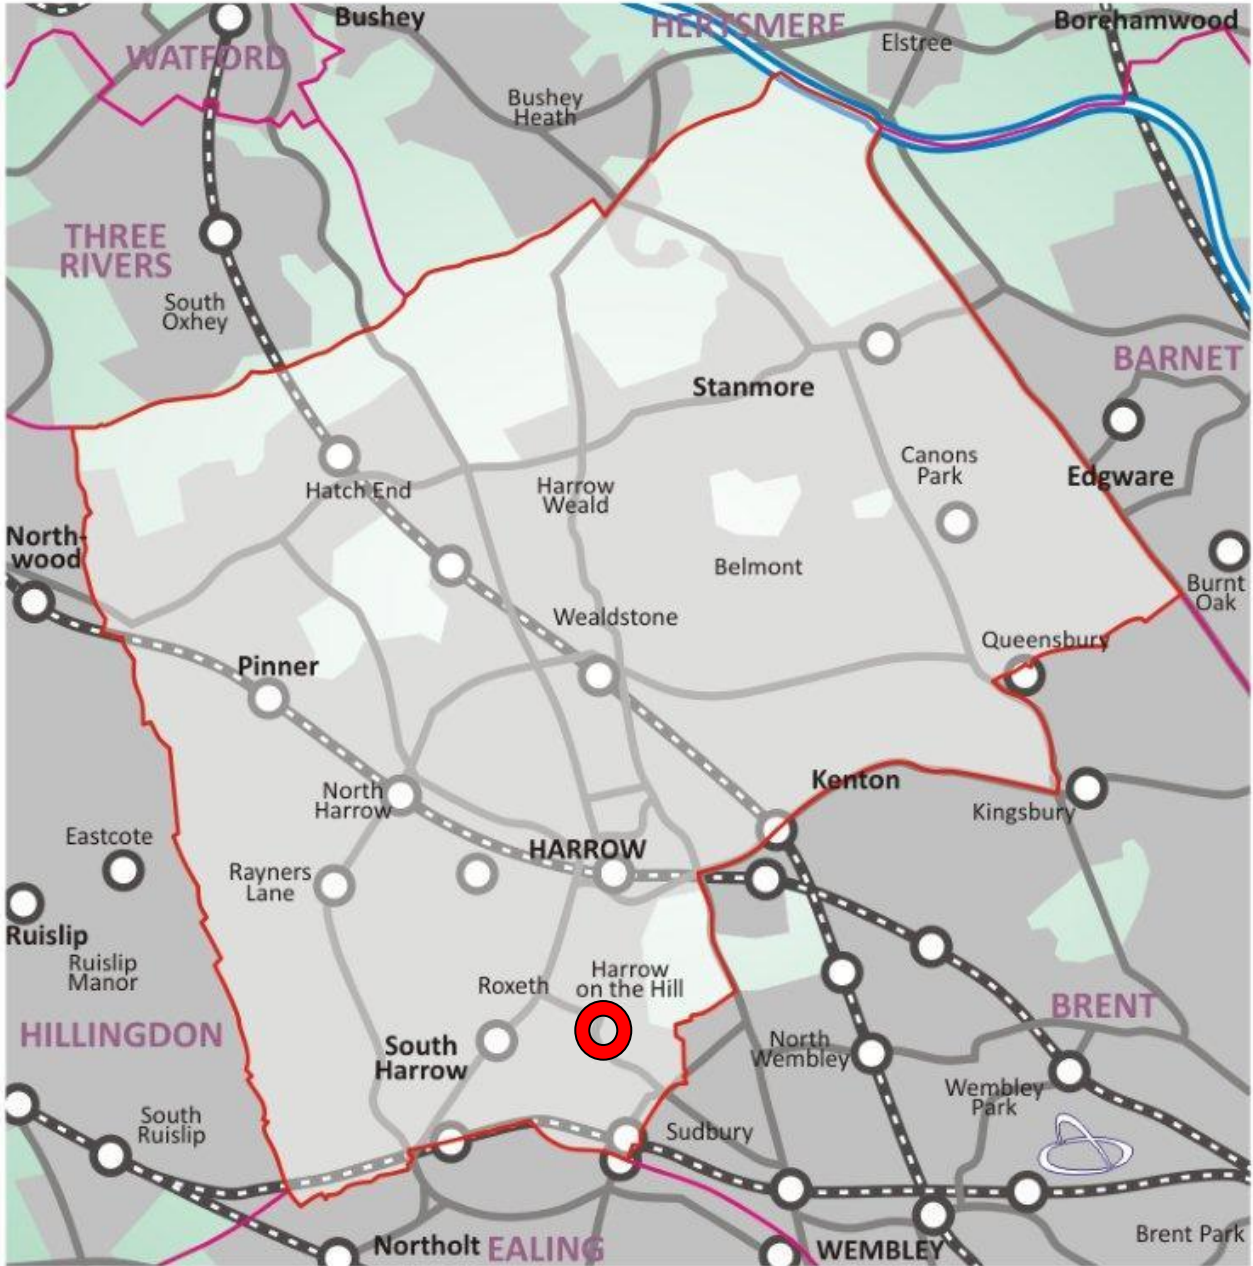 Bushey
HERTSMERE
Borehamwood
WATFORD
Elstree
Bushey
Heath
THREE
RIVERS
South
Oxhey
BARNET
Stanmore
Canons
Park
Edgware
Hatch End
Harrow
Weald
North-
wood
Belmont
Burnt
Oak
Wealdstone
Queensbury
Pinner
Kenton
North
Harrow
Kingsbury
Eastcote
HARROW
Rayners
Lane
Ruislip
Ruislip
Manor
Harrow
on the Hill
Roxeth
BRENT
HILLINGDON
South
Harrow
North
Wembley
Wembley
Park
South
Ruislip
Sudbury
Brent Park
Northolt
EALING
WEMBLEY